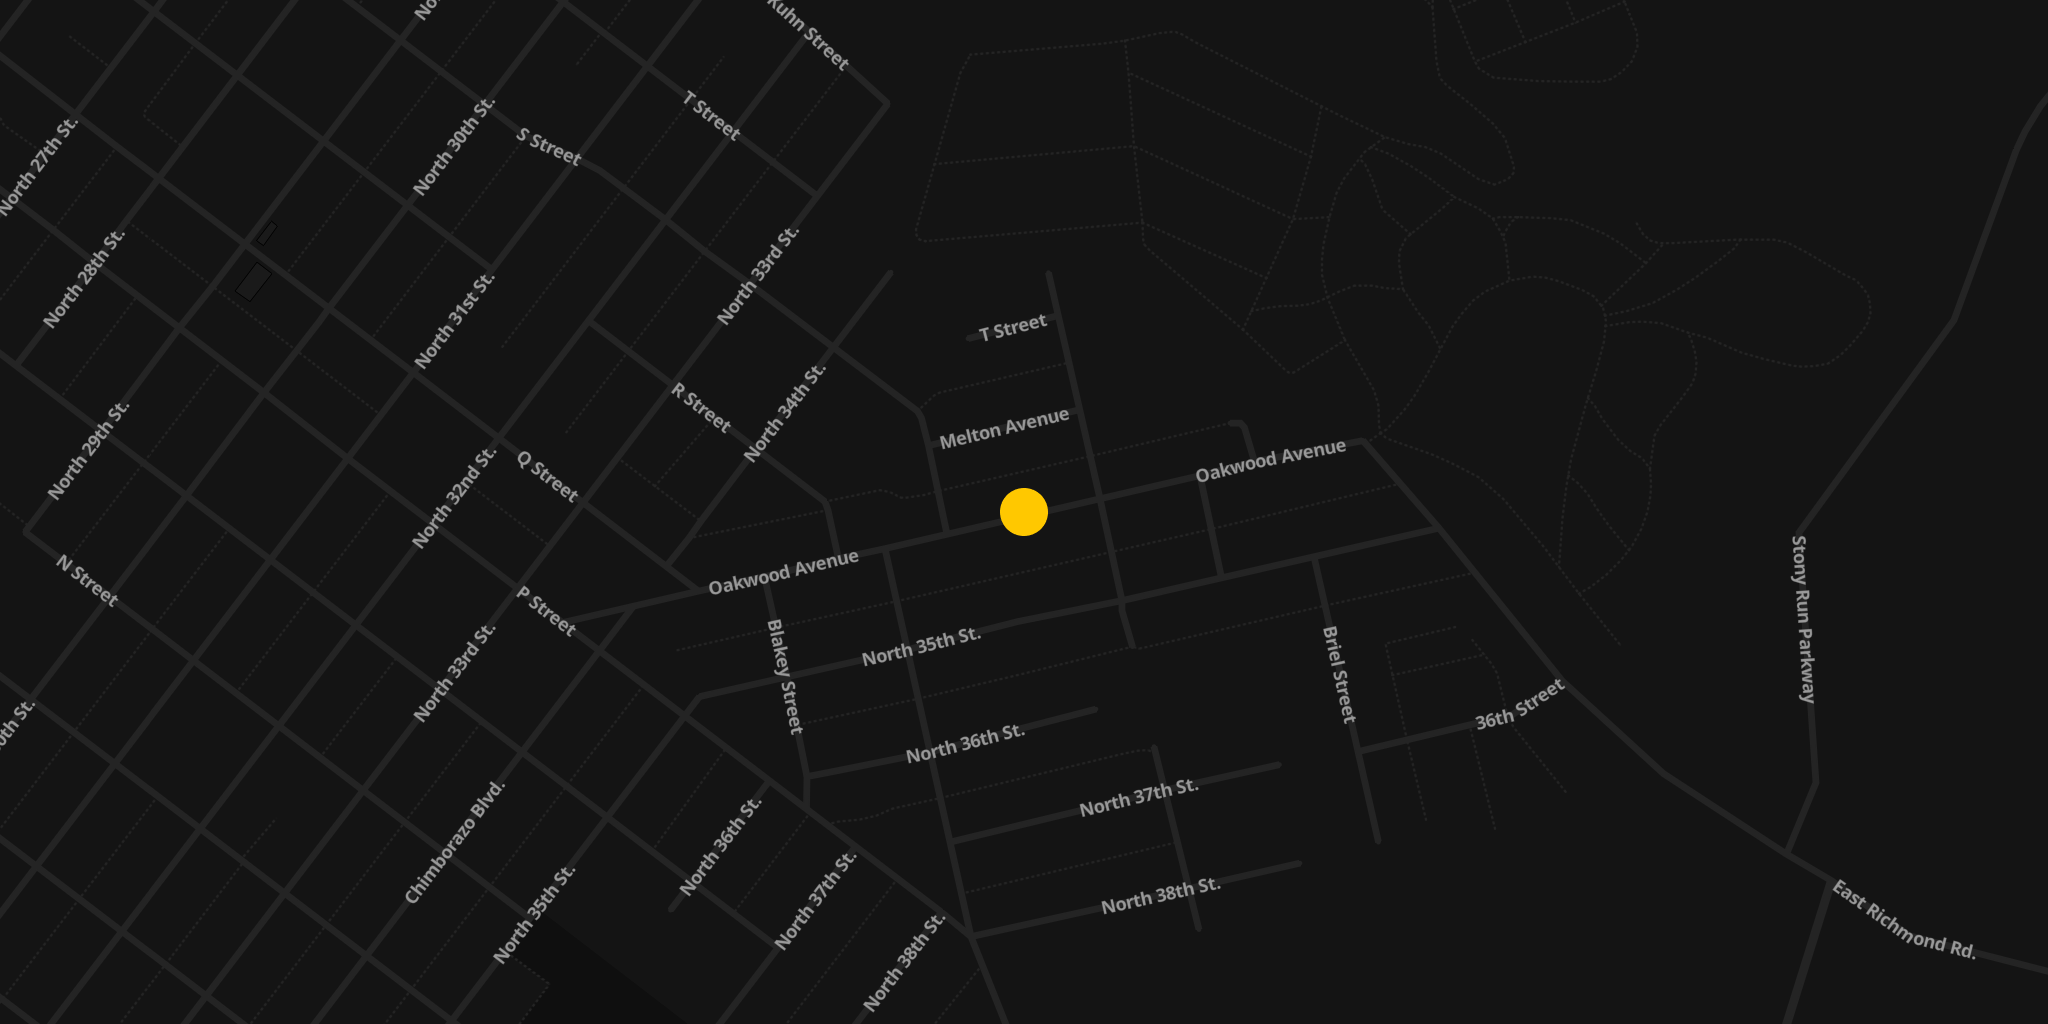 Kuhn Street
T Street
S Street
North 30th St.
North 27th St.
North 28th St.
North 33rd St.
North 31st St.
T Street
R Street
North 34th St.
Melton Avenue
North 29th St.
Oakwood Avenue
Q Street
North 32nd St.
N Street
P Street
Oakwood Avenue
Stony Run Parkway
North 35th St.
Blakey Street
Briel Street
North 33rd St.
36th Street
North 36th St.
North 37th St.
Chimborazo Blvd.
North 36th St.
North 35th St.
North 37th St.
North 38th St.
North 38th St.
East Richmond Rd.